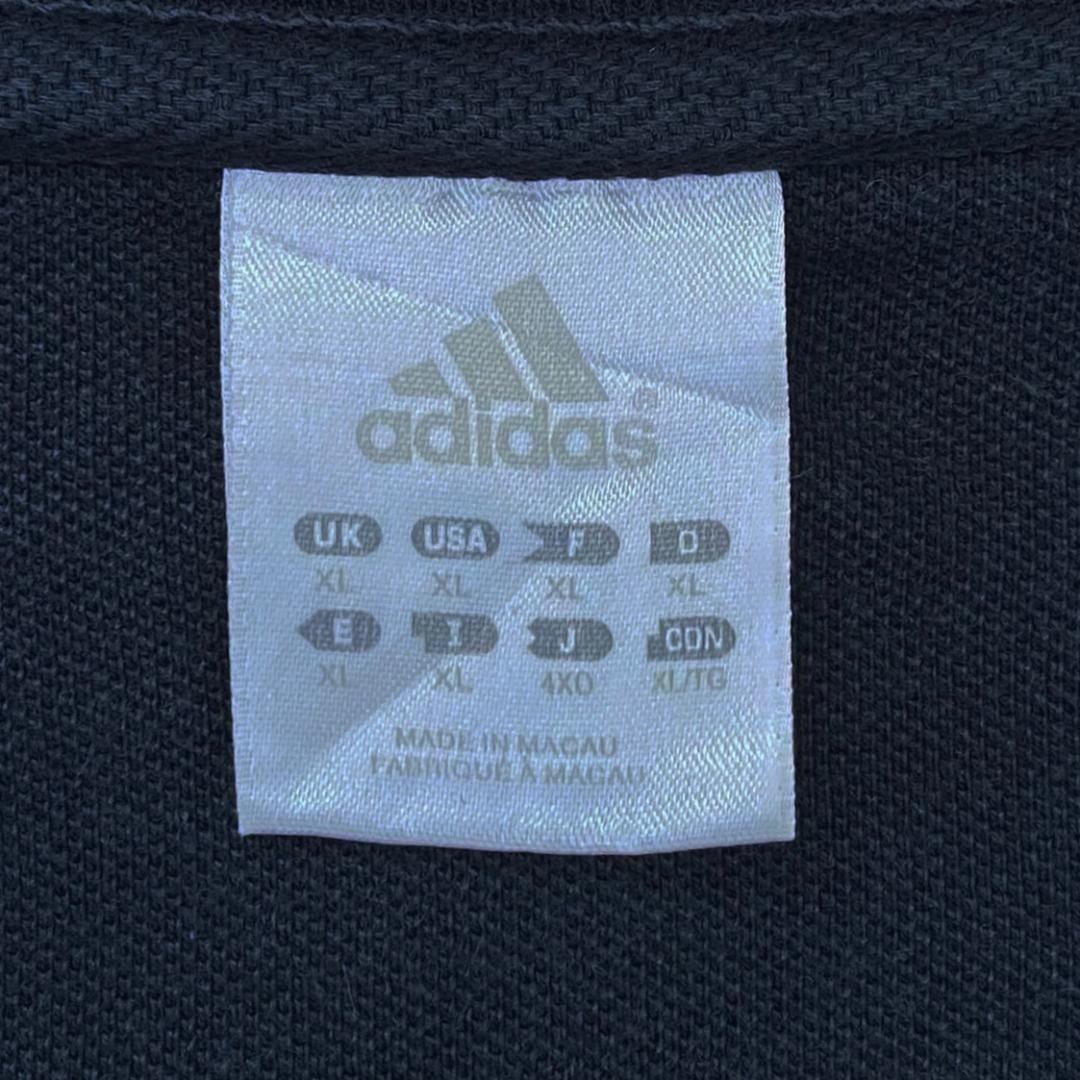 adidas®
UK USA F D
XL XL XL XL
E I J CDN
XL XL 4XO XL/TG
MADE IN MACAU
FABRIQUÉ À MACAU